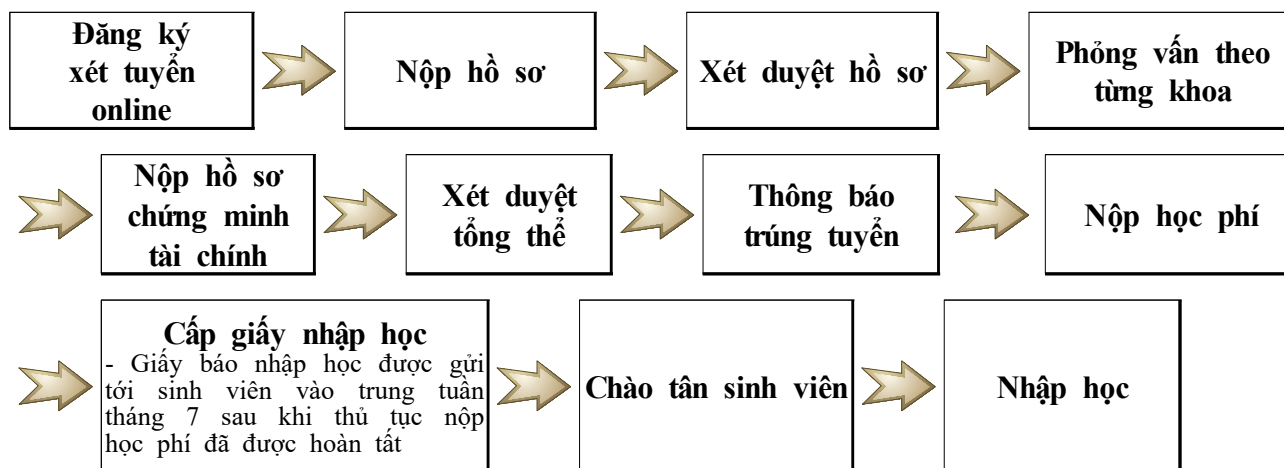 Đăng ký
xét tuyển
online
Nộp hồ sơ
Xét duyệt hồ sơ
Phỏng vấn theo
từng khoa
Nộp hồ sơ
chứng minh
tài chính
Xét duyệt
tổng thể
Thông báo
trúng tuyển
Nộp học phí
Cấp giấy nhập học
- Giấy báo nhập học được gửi
tới sinh viên vào trung tuần
tháng 7 sau khi thủ tục nộp
học phí đã được hoàn tất
Chào tân sinh viên
Nhập học